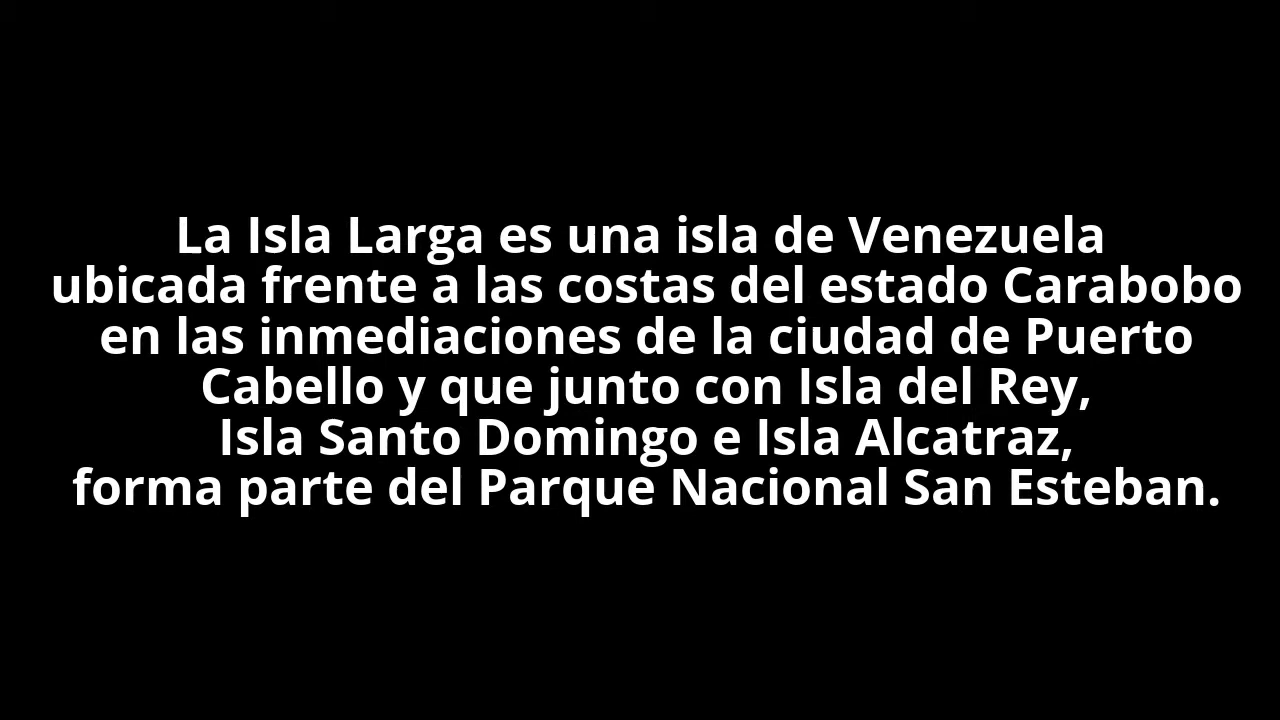 La Isla Larga es una isla de Venezuela
ubicada frente a las costas del estado Carabobo
en las inmediaciones de la ciudad de Puerto
Cabello y que junto con Isla del Rey,
Isla Santo Domingo e Isla Alcatraz,
forma parte del Parque Nacional San Esteban.